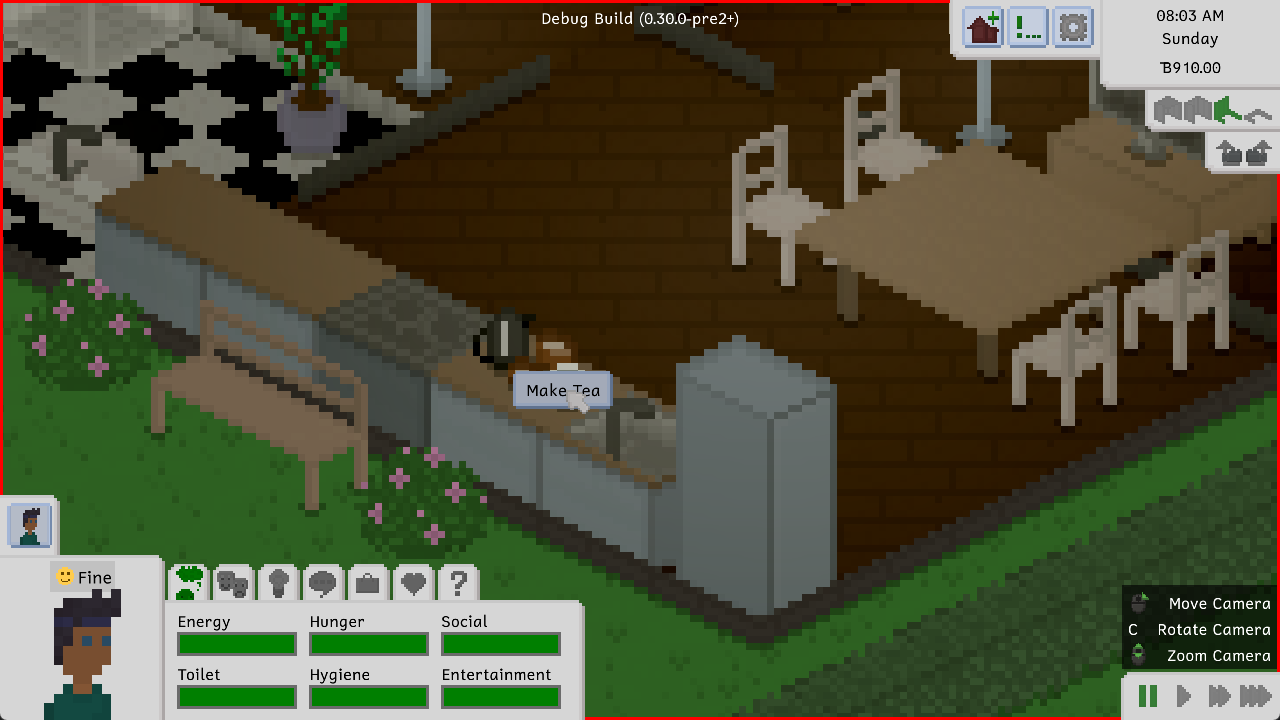 Debug Build (0.30.0-pre2+)
08:03 AM
Sunday
Ƀ910.00
Make Tea
Fine
Energy
Hunger
Social
Toilet
Hygiene
Entertainment
Move Camera
C Rotate Camera
Zoom Camera